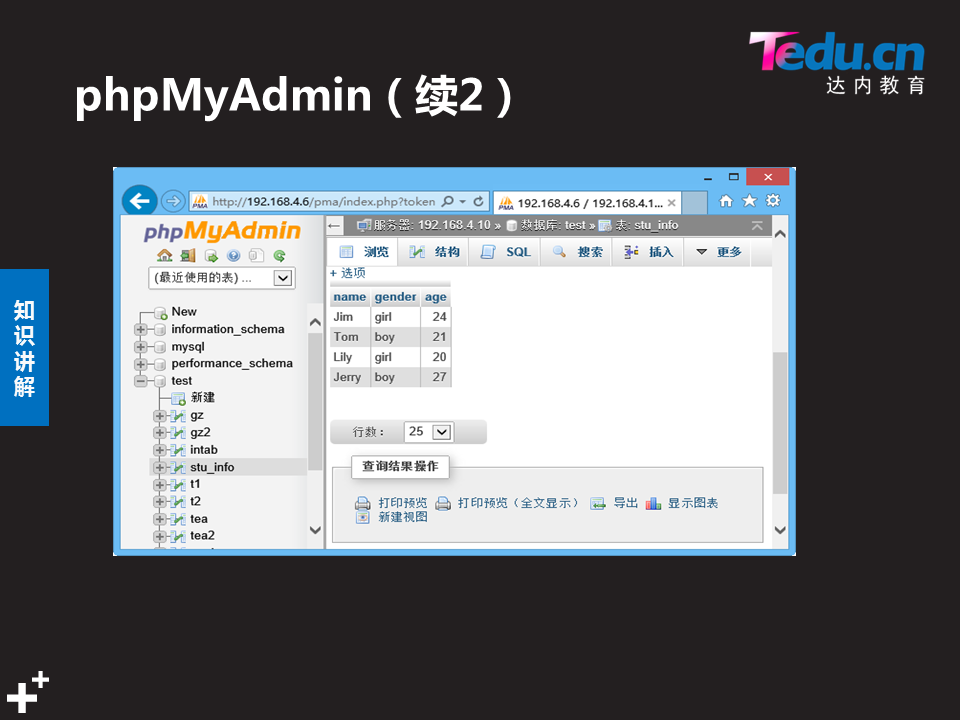 Tedu.cn
达内教育
phpMyAdmin（续2）
知识讲解
http://192.168.4.6/pma/index.php?token
192.168.4.6 / 192.168.4.1...
phpMyAdmin
(最近使用的表) ...
New
information_schema
mysql
performance_schema
test
新建
gz
gz2
intab
stu_info
t1
t2
tea
tea2
服务器: 192.168.4.10 » 数据库: test » 表: stu_info
浏览 结构 SQL 搜索 插入 更多
+ 选项
name gender age
Jim girl 24
Tom boy 21
Lily girl 20
Jerry boy 27
行数： 25
查询结果操作
打印预览 打印预览（全文显示） 导出 显示图表
新建视图